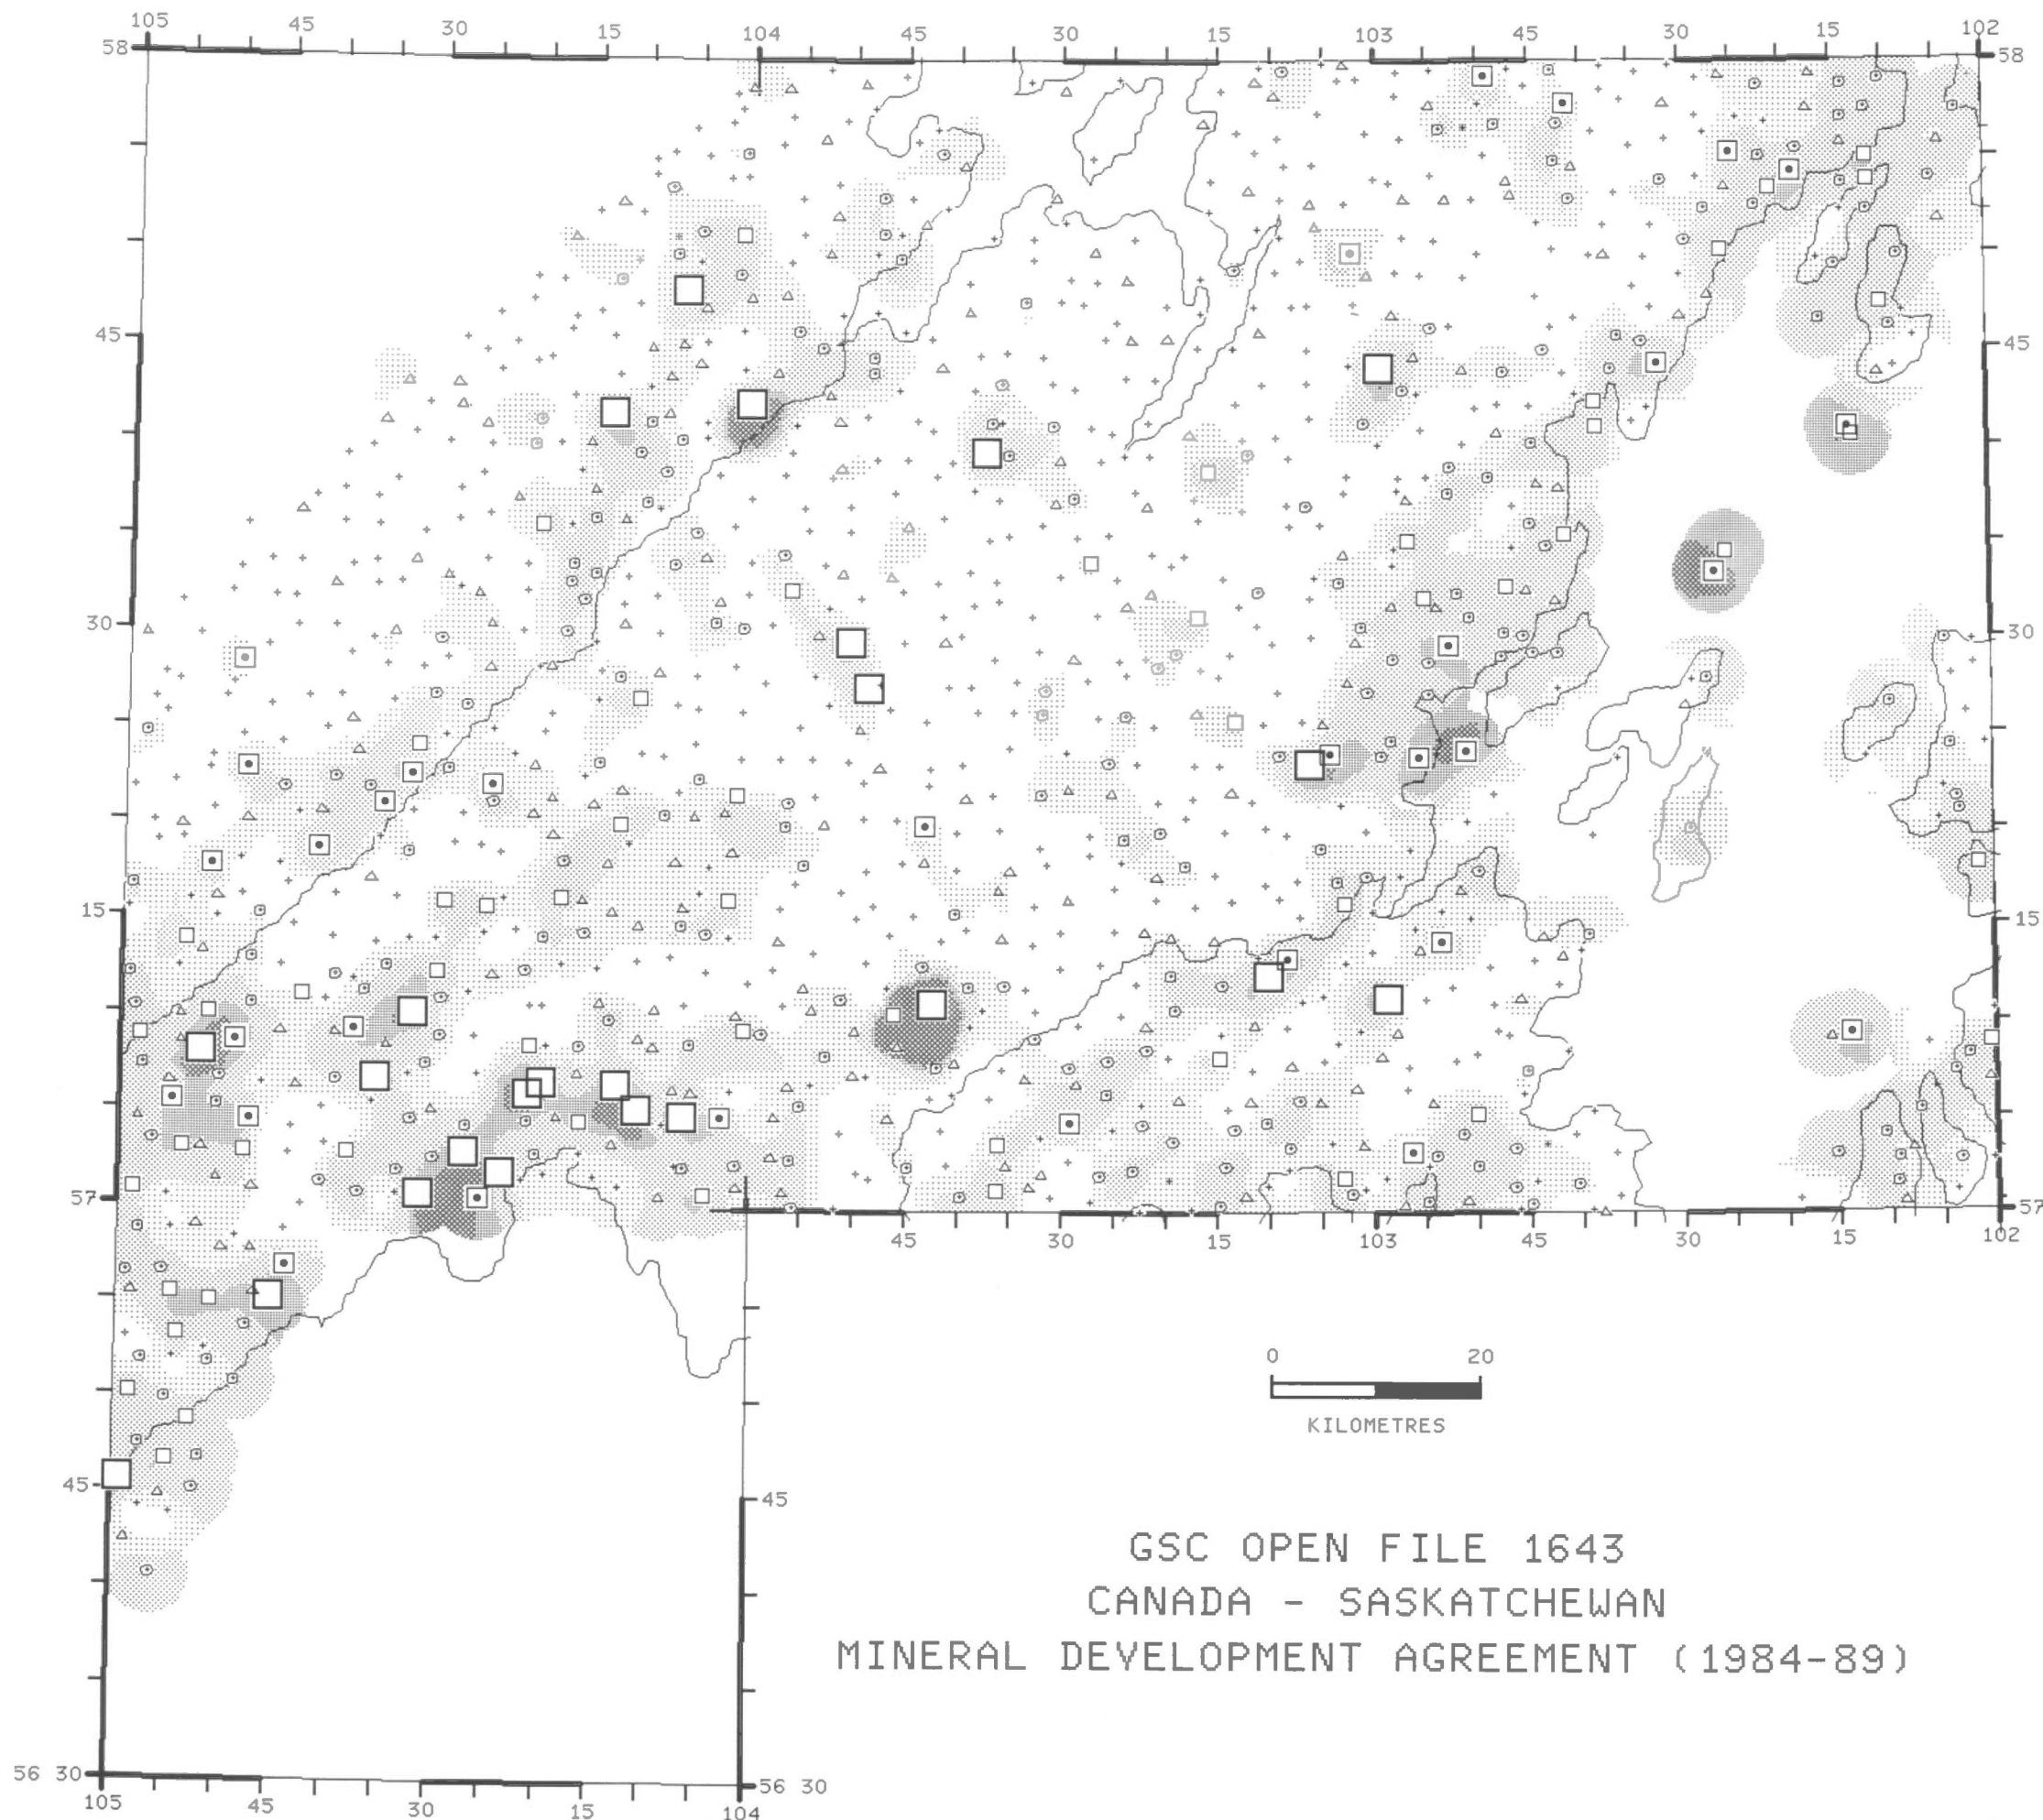 105 45 30 15 104 45 30 15 103 45 30 15 102
58 58
45 45
30 30
15 15
57 57
45 30 15 103 45 30 15 102
0 20
KILOMETRES
45 45
GSC OPEN FILE 1643
CANADA - SASKATCHEWAN
MINERAL DEVELOPMENT AGREEMENT (1984-89)
56 30 56 30
105 45 30 15 104